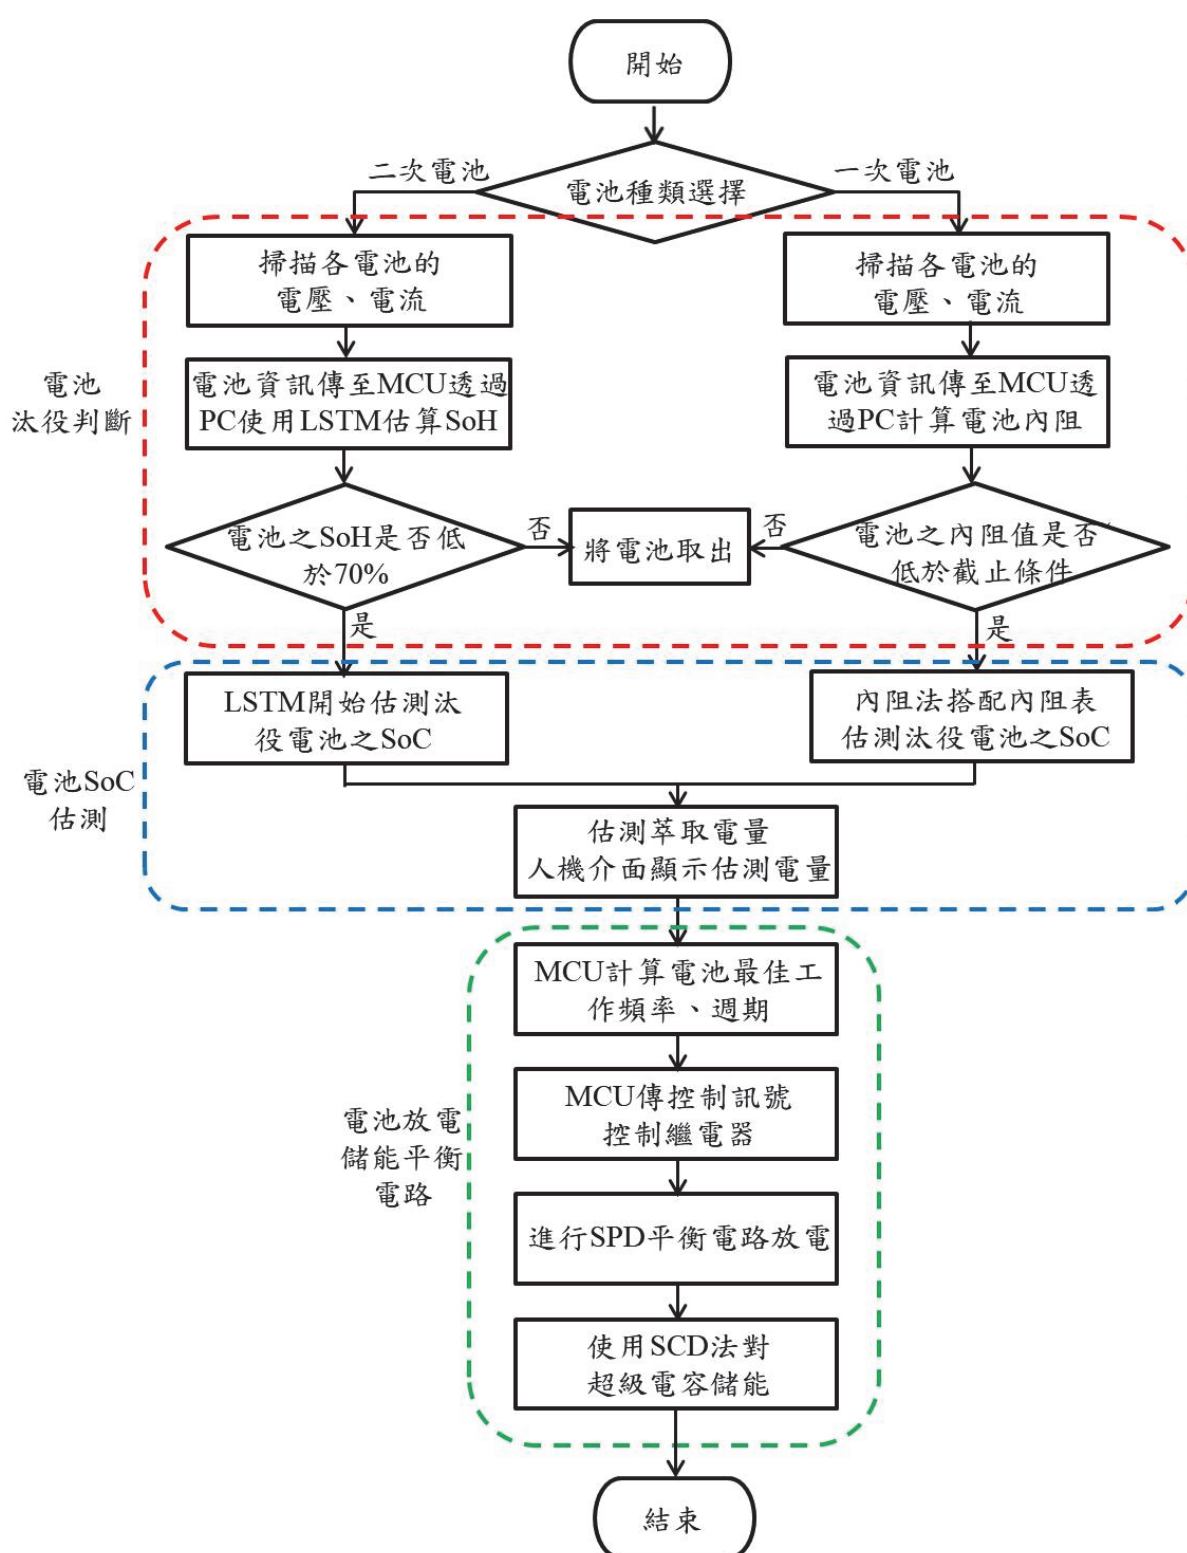 開始
二次電池
一次電池
電池種類選擇
掃描各電池的
電壓、電流
掃描各電池的
電壓、電流
電池
汰役判斷
電池資訊傳至MCU透過
PC使用LSTM估算SoH
電池資訊傳至MCU透
過PC計算電池內阻
電池之SoH是否低
於70%
否
將電池取出
否
電池之內阻值是否
低於截止條件
是
是
LSTM開始估測汰
役電池之SoC
內阻法搭配內阻表
估測汰役電池之SoC
電池SoC
估測
估測萃取電量
人機介面顯示估測電量
MCU計算電池最佳工
作頻率、週期
MCU傳控制訊號
控制繼電器
電池放電
儲能平衡
電路
進行SPD平衡電路放電
使用SCD法對
超級電容儲能
結束